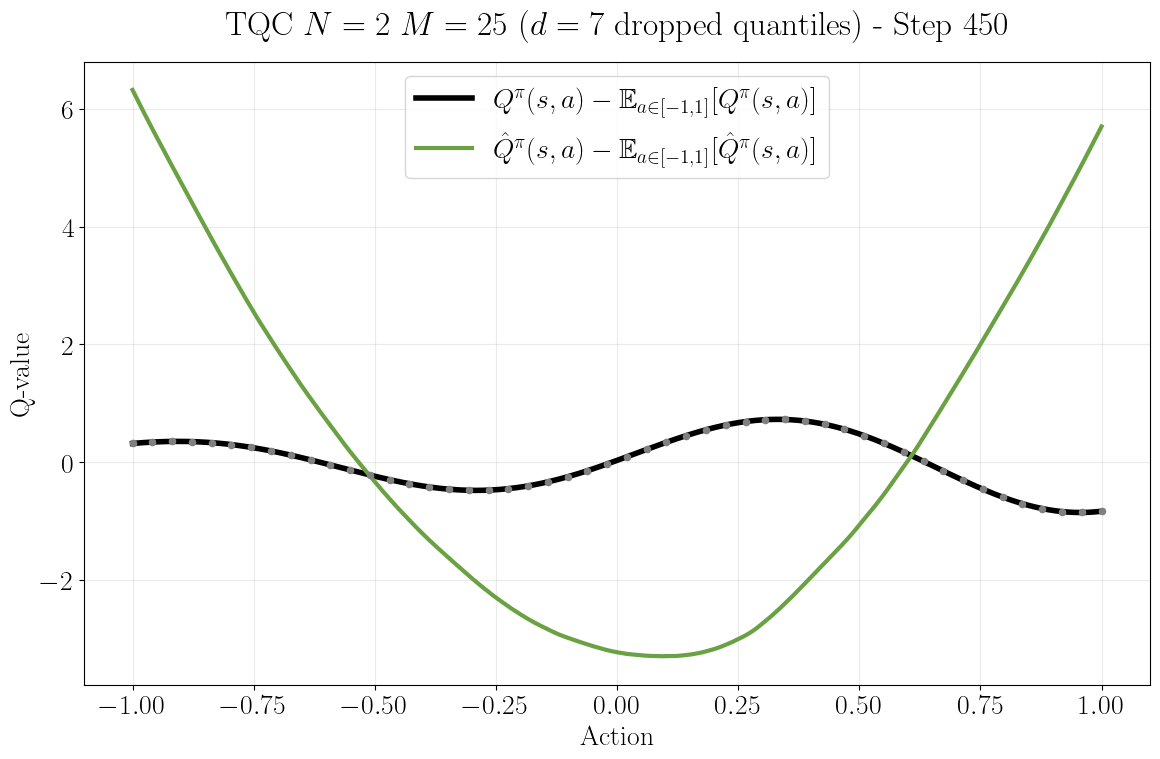 TQC N = 2 M = 25 (d = 7 dropped quantiles) - Step 450
Q^π(s, a) − 𝔼_{a∈[−1,1]}[Q^π(s, a)]
Q̂^π(s, a) − 𝔼_{a∈[−1,1]}[Q̂^π(s, a)]
6
4
2
0
−2
Q-value
−1.00 −0.75 −0.50 −0.25 0.00 0.25 0.50 0.75 1.00
Action